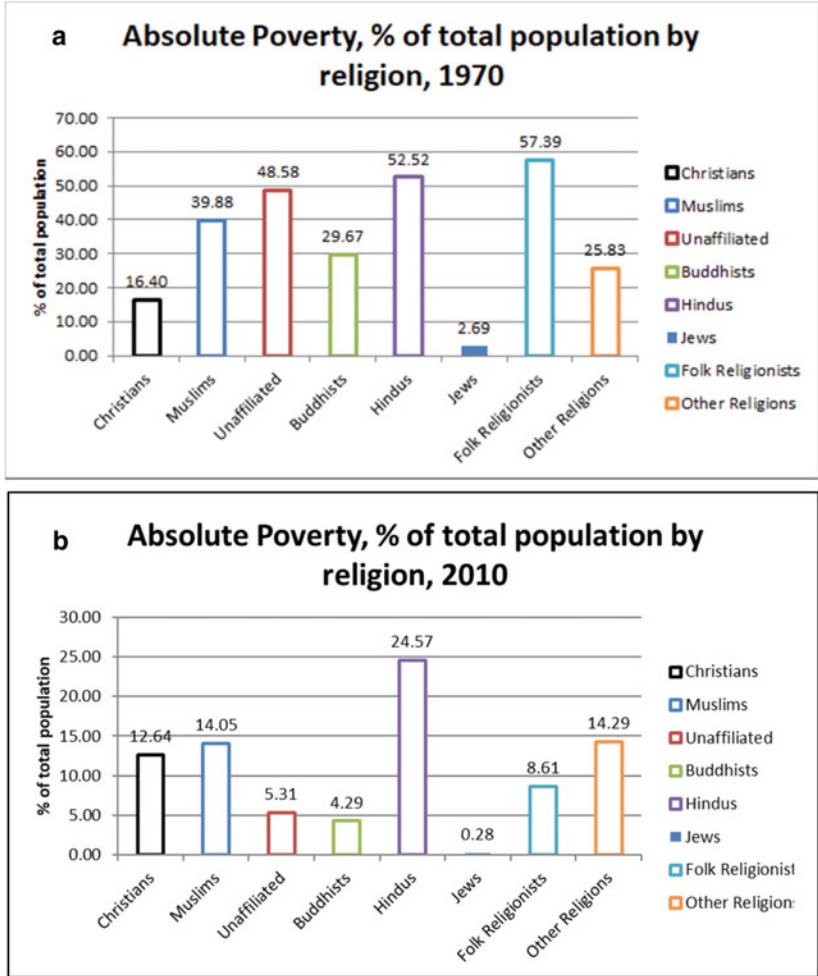 a
Absolute Poverty, % of total population by
religion, 1970
% of total population
70.00
60.00
50.00
40.00
30.00
20.00
10.00
0.00
16.40
39.88
48.58
29.67
52.52
2.69
57.39
25.83
Christians
Muslims
Unaffiliated
Buddhists
Hindus
Jews
Folk Religionists
Other Religions
Christians
Muslims
Unaffiliated
Buddhists
Hindus
Jews
Folk Religionists
Other Religions
b
Absolute Poverty, % of total population by
religion, 2010
% of total population
30.00
25.00
20.00
15.00
10.00
5.00
0.00
12.64
14.05
5.31
4.29
24.57
0.28
8.61
14.29
Christians
Muslims
Unaffiliated
Buddhists
Hindus
Jews
Folk Religionists
Other Religions
Christians
Muslims
Unaffiliated
Buddhists
Hindus
Jews
Folk Religionist
Other Religion